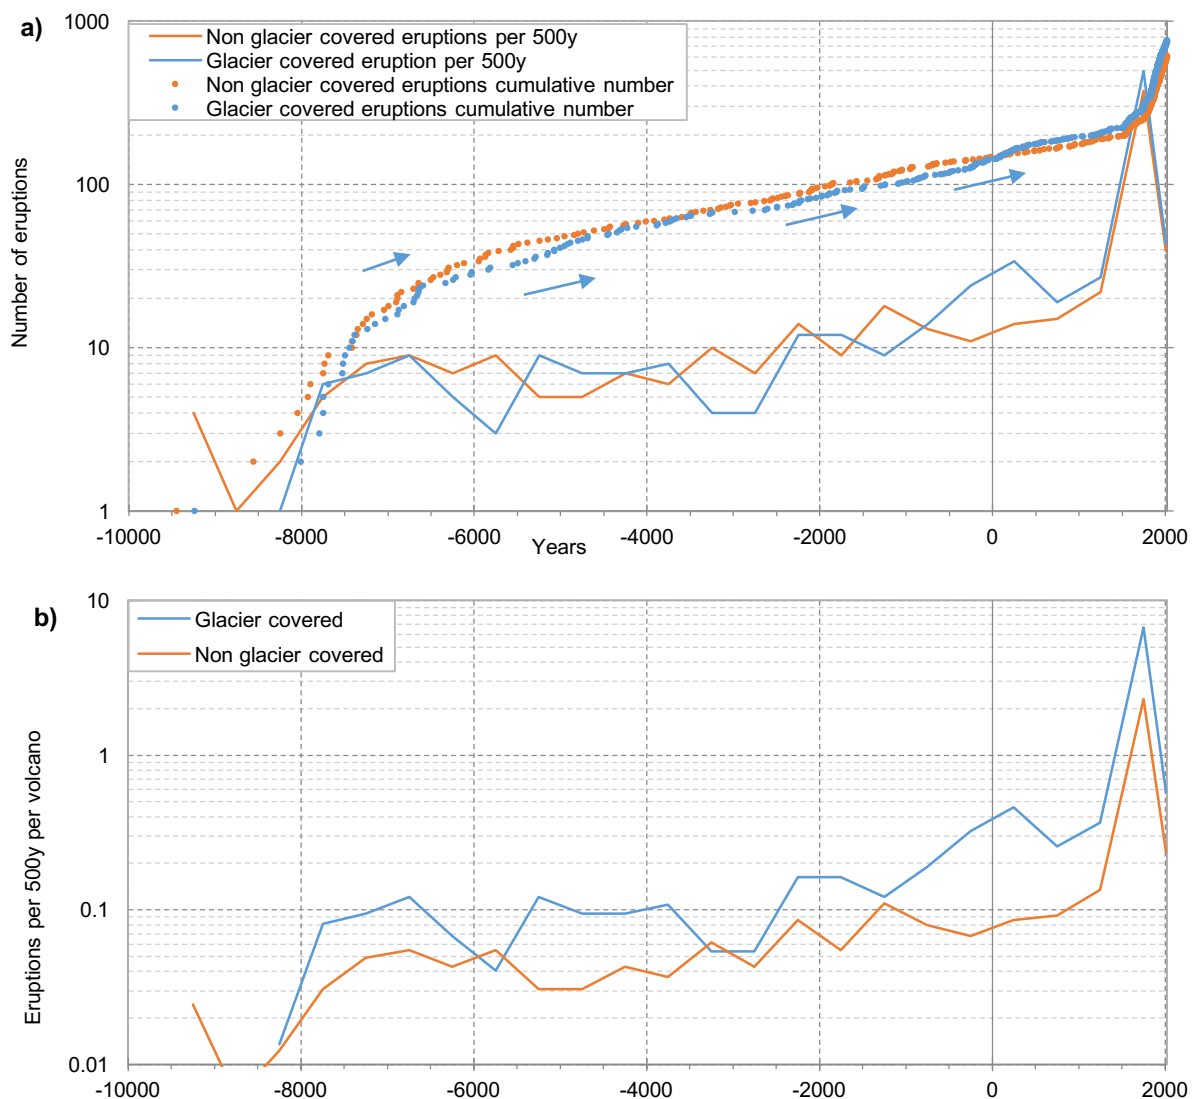 a)
1000
Non glacier covered eruptions per 500y
Glacier covered eruption per 500y
Non glacier covered eruptions cumulative number
Glacier covered eruptions cumulative number
100
10
1
Number of eruptions
-10000
-8000
-6000
-4000
-2000
0
2000
Years
b)
10
Glacier covered
Non glacier covered
1
0.1
0.01
Eruptions per 500y per volcano
-10000
-8000
-6000
-4000
-2000
0
2000